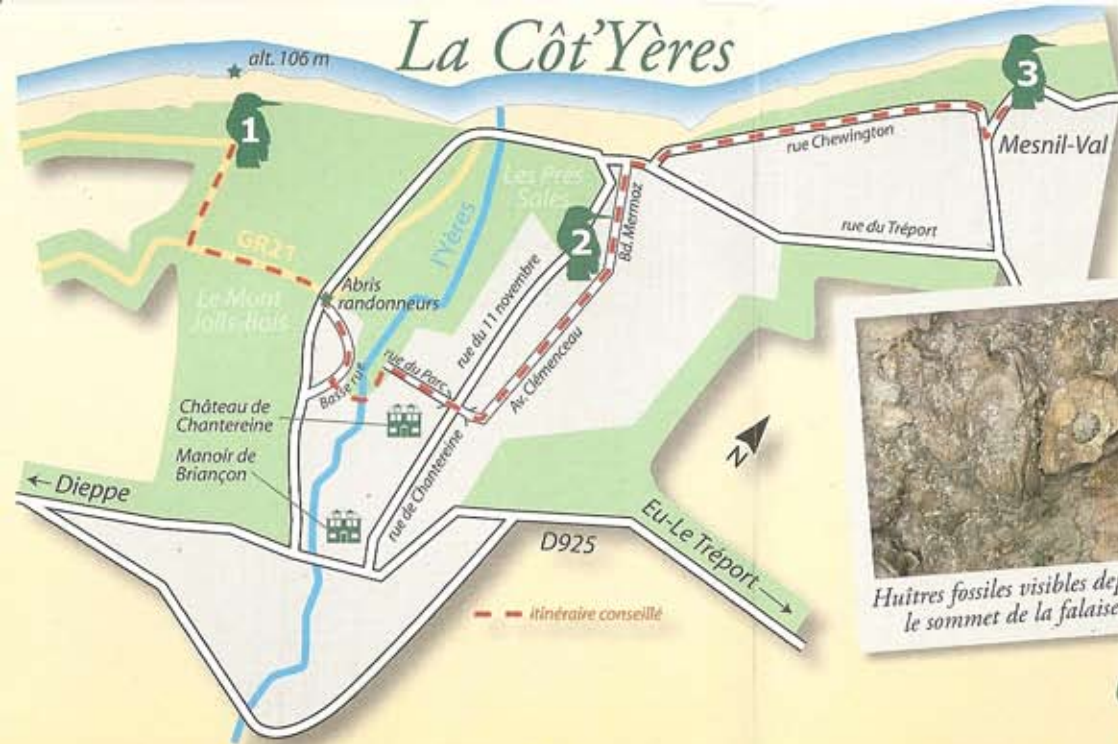 La Côt'Yères
alt. 106 m
1
3
rue Chewington
Mesnil-Val
Les Prés
Salés
2
Bd. Mermoz
rue du Tréport
l'Yères
GR21
Le Mont
Jolis-Bois
Abris
randonneurs
rue du 11 novembre
rue du Parc
Basse rue
Av. Clémenceau
Château de
Chantereine
Manoir de
Briançon
rue de Chantereine
N
← Dieppe
D925
Eu-Le Tréport →
itinéraire conseillé
Huîtres fossiles visibles
le sommet de la falaise